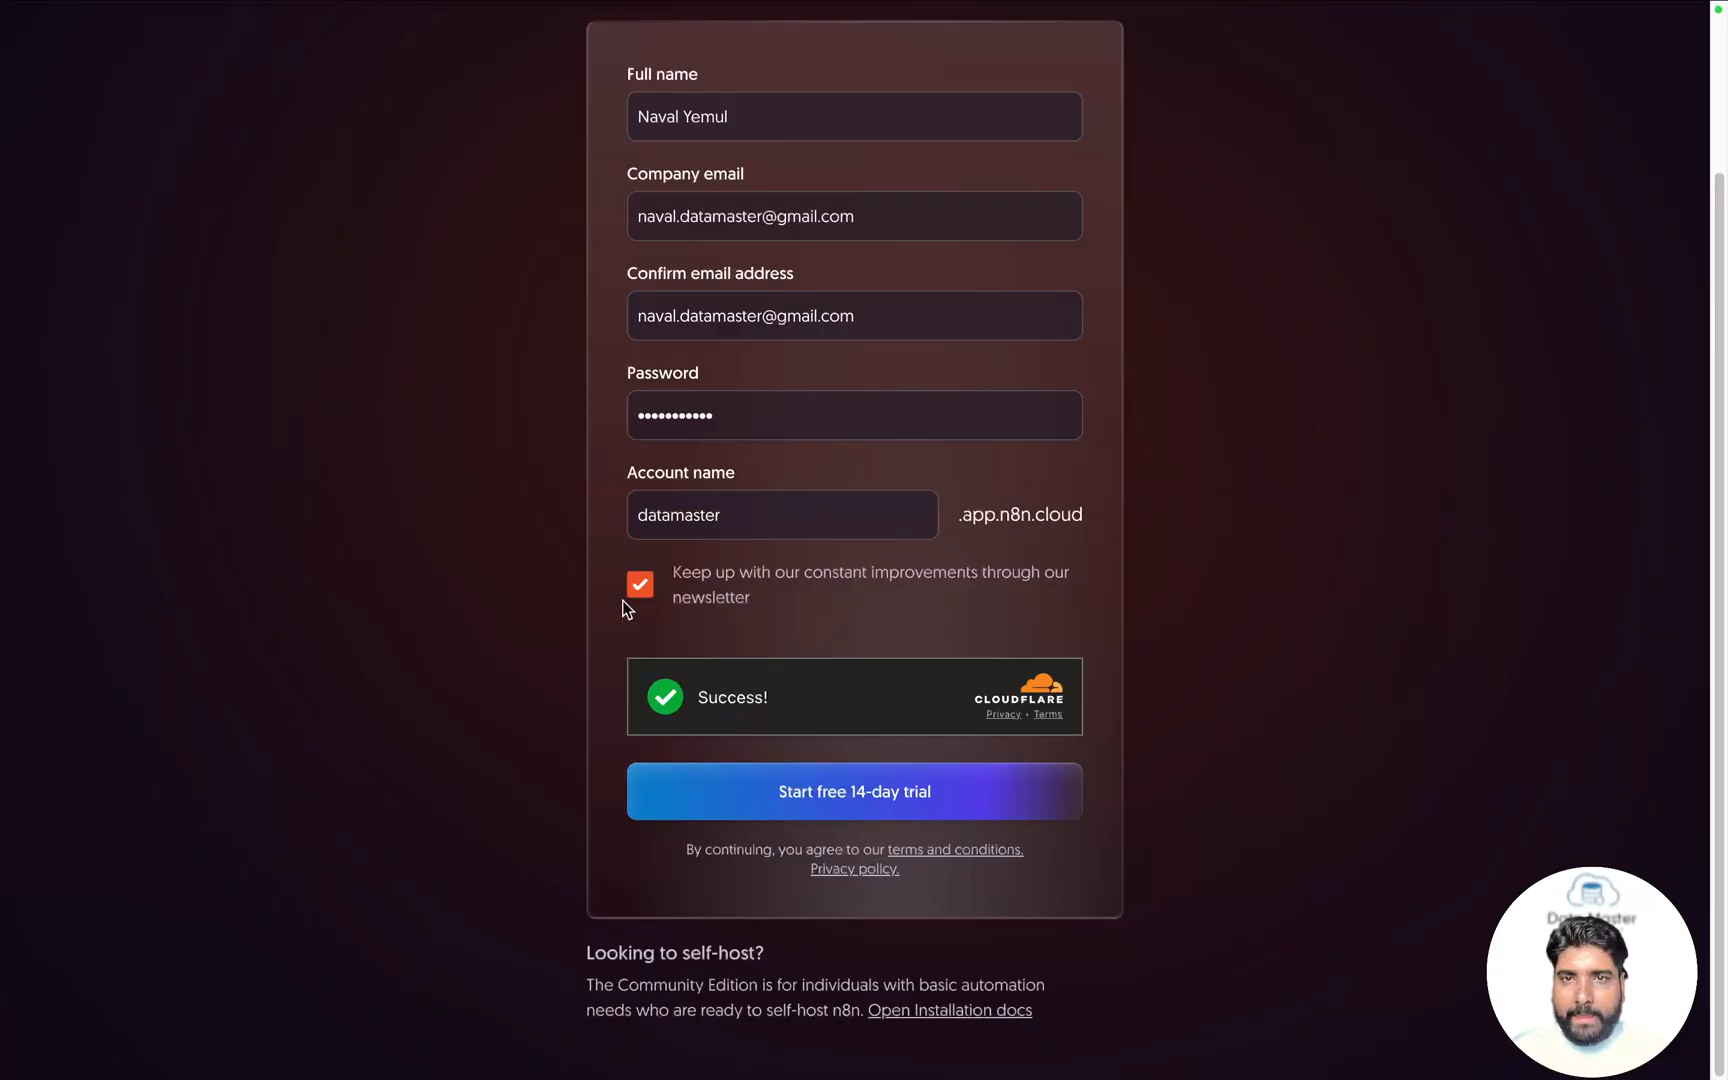 Full name
Naval Yemul
Company email
naval.datamaster@gmail.com
Confirm email address
naval.datamaster@gmail.com
Password
•••••••••••
Account name
datamaster
.app.n8n.cloud
Keep up with our constant improvements through our
newsletter
Success!
CLOUDFLARE
Privacy • Terms
Start free 14-day trial
By continuing, you agree to our terms and conditions.
Privacy policy.
Looking to self-host?
The Community Edition is for individuals with basic automation
needs who are ready to self-host n8n. Open Installation docs
Data Master